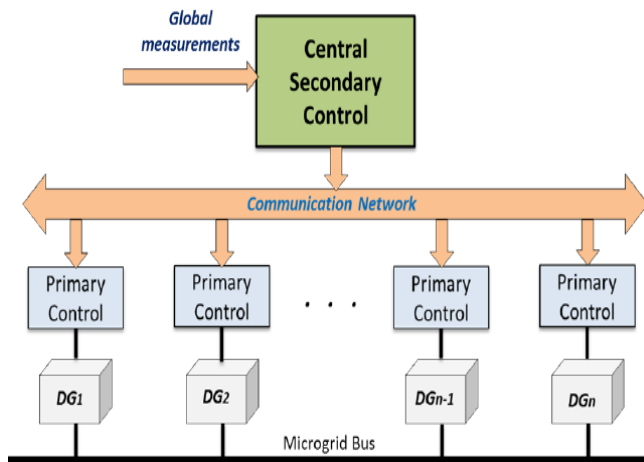 Global
measurements
Central
Secondary
Control
Communication Network
Primary
Control
Primary
Control
. . .
Primary
Control
Primary
Control
DG1
DG2
DGn-1
DGn
Microgrid Bus